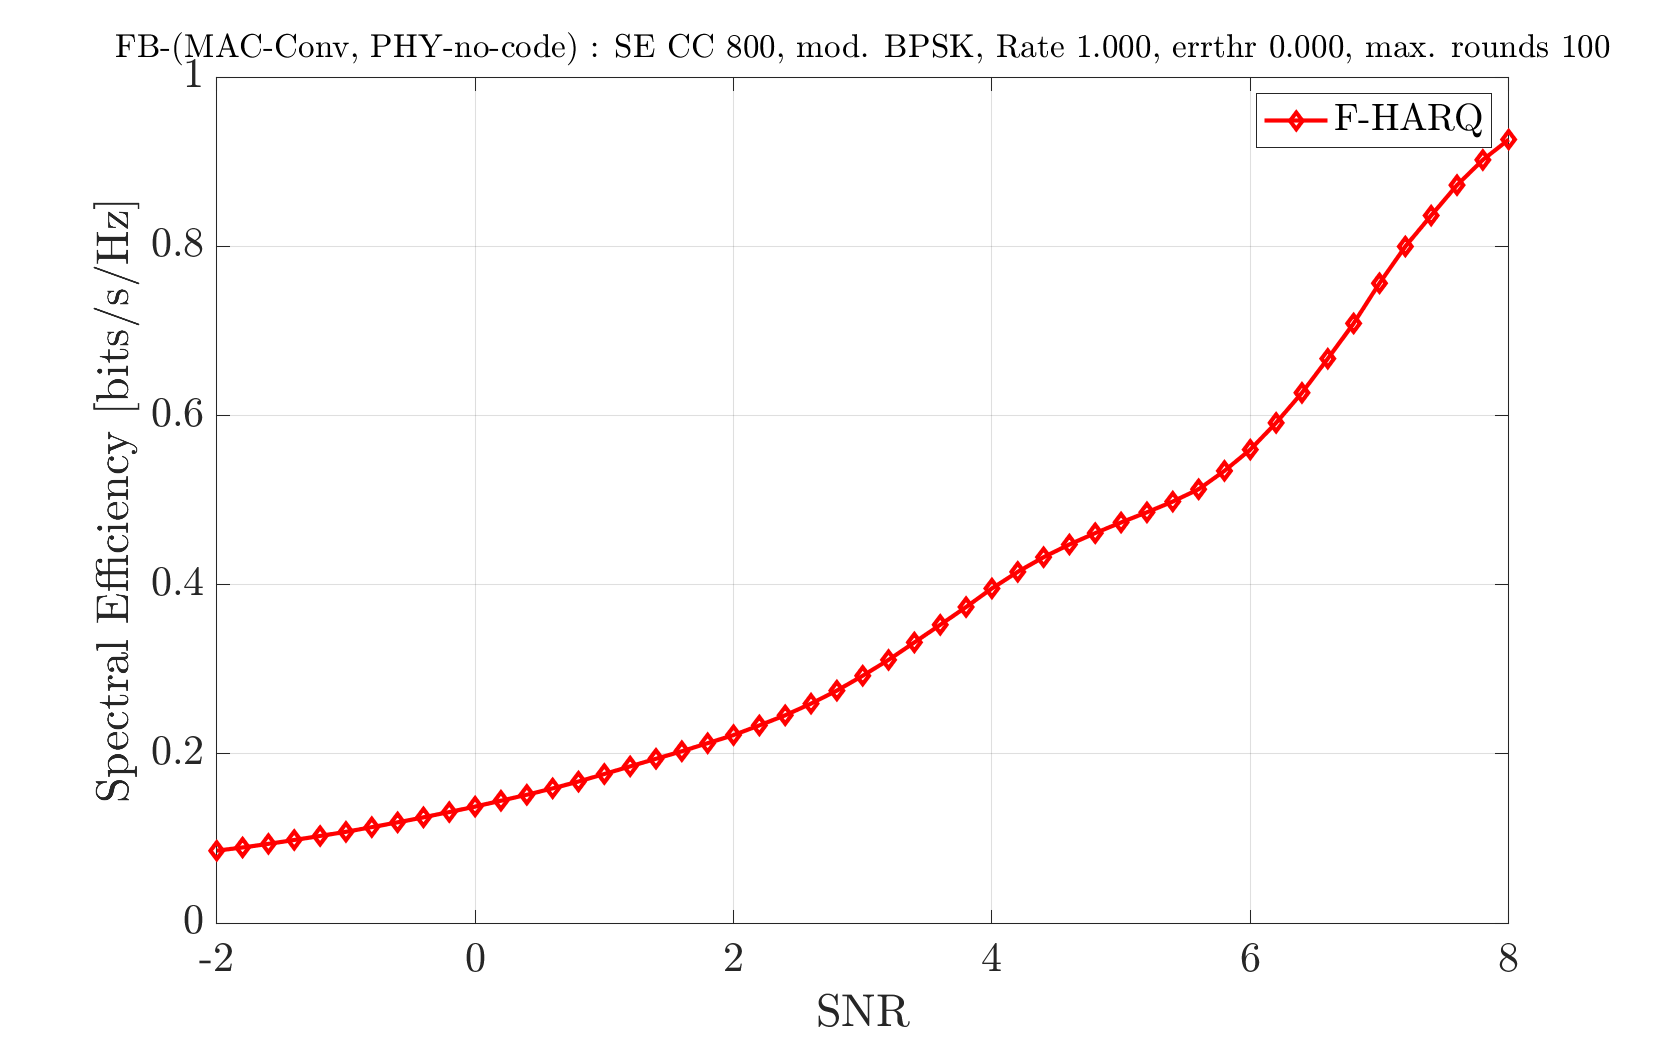 FB-(MAC-Conv, PHY-no-code) : SE CC 800, mod. BPSK, Rate 1.000, errthr 0.000, max. rounds 100
F-HARQ
Spectral Efficiency [bits/s/Hz]
1
0.8
0.6
0.4
0.2
0
-2 0 2 4 6 8
SNR